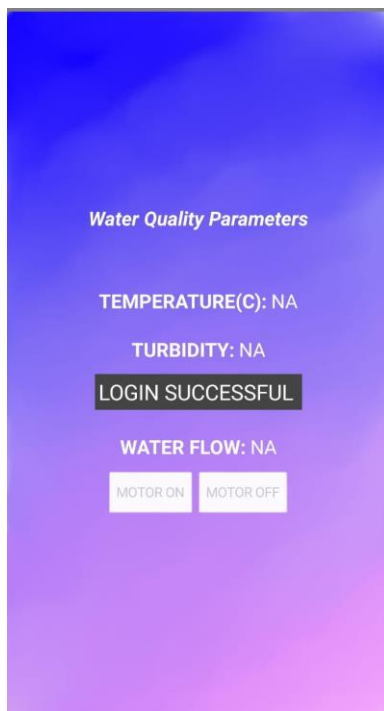 Water Quality Parameters
TEMPERATURE(C): NA
TURBIDITY: NA
LOGIN SUCCESSFUL
WATER FLOW: NA
MOTOR ON MOTOR OFF